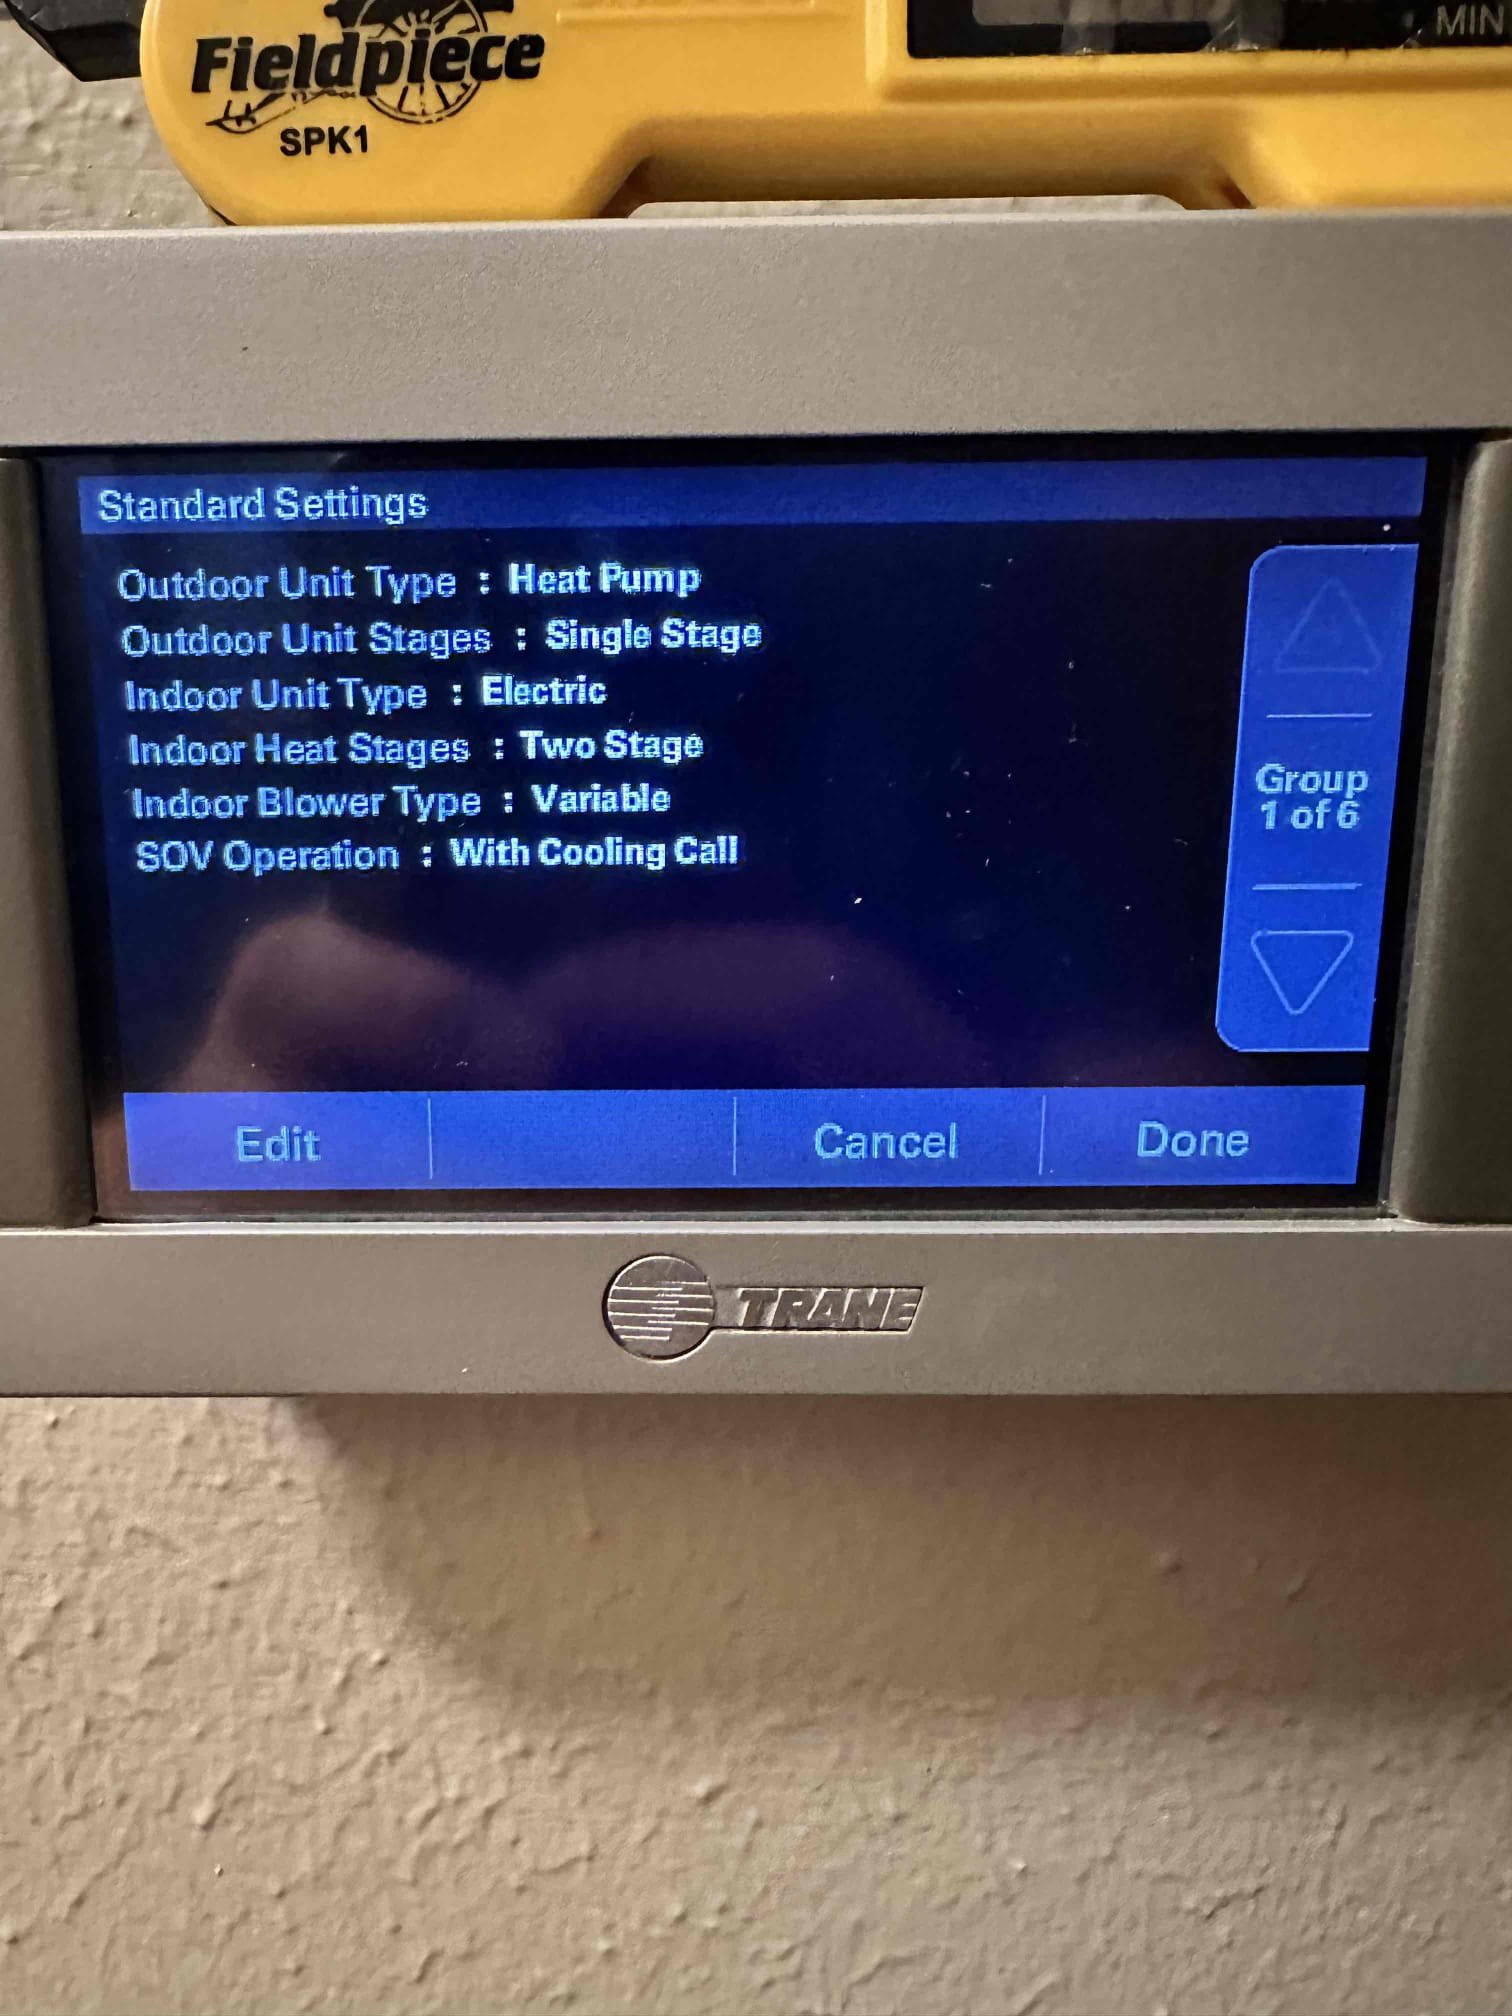 Fieldpiece
SPK1
MIN
Standard Settings
Outdoor Unit Type : Heat Pump
Outdoor Unit Stages : Single Stage
Indoor Unit Type : Electric
Indoor Heat Stages : Two Stage
Indoor Blower Type : Variable
SOV Operation : With Cooling Call
Group
1 of 6
Edit
Cancel
Done
TRANE